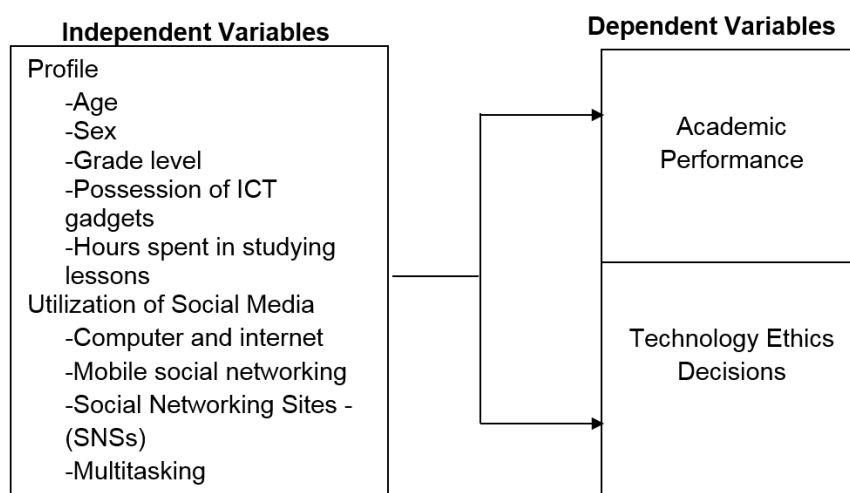 Independent Variables
Profile
-Age
-Sex
-Grade level
-Possession of ICT
gadgets
-Hours spent in studying
lessons
Utilization of Social Media
-Computer and internet
-Mobile social networking
-Social Networking Sites -
(SNSs)
-Multitasking
Dependent Variables
Academic
Performance
Technology Ethics
Decisions